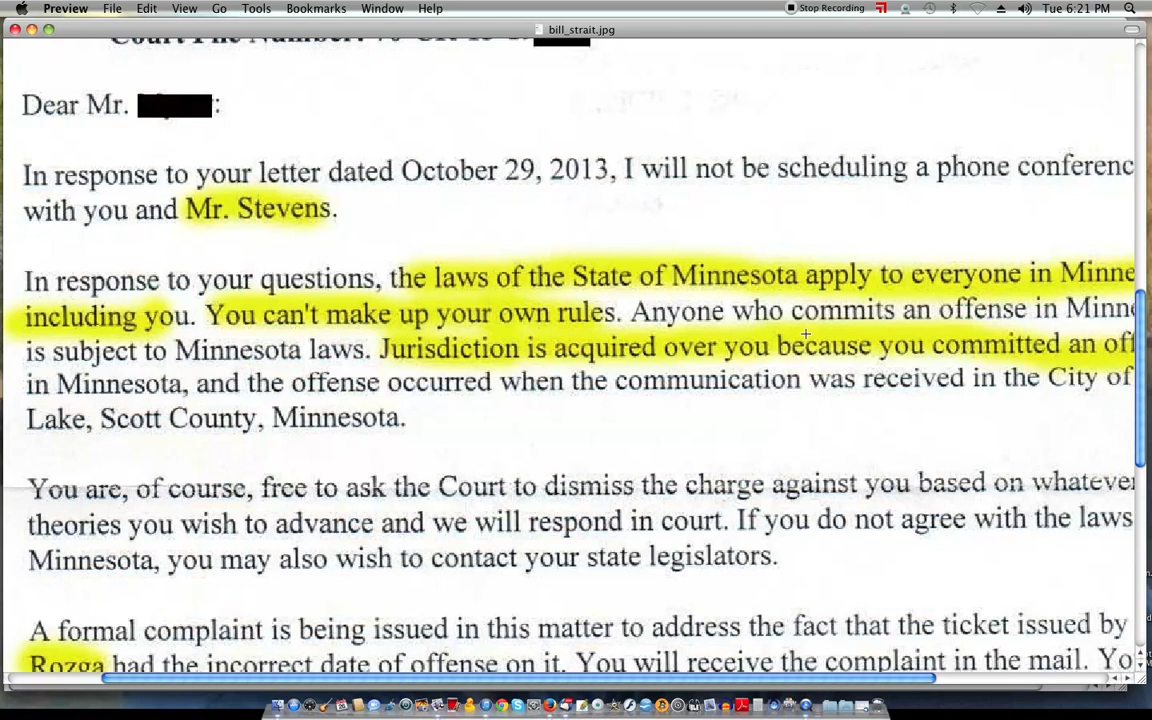 Preview File Edit View Go Tools Bookmarks Window Help Stop Recording Tue 6:21 PM
bill_strait.jpg
Court File Number:
Dear Mr. :
In response to your letter dated October 29, 2013, I will not be scheduling a phone conferenc
with you and Mr. Stevens.
In response to your questions, the laws of the State of Minnesota apply to everyone in Minne
including you. You can't make up your own rules. Anyone who commits an offense in Minne
is subject to Minnesota laws. Jurisdiction is acquired over you because you committed an off
in Minnesota, and the offense occurred when the communication was received in the City of
Lake, Scott County, Minnesota.
You are, of course, free to ask the Court to dismiss the charge against you based on whatever
theories you wish to advance and we will respond in court. If you do not agree with the laws
Minnesota, you may also wish to contact your state legislators.
A formal complaint is being issued in this matter to address the fact that the ticket issued by
Rozga had the incorrect date of offense on it. You will receive the complaint in the mail. Yo